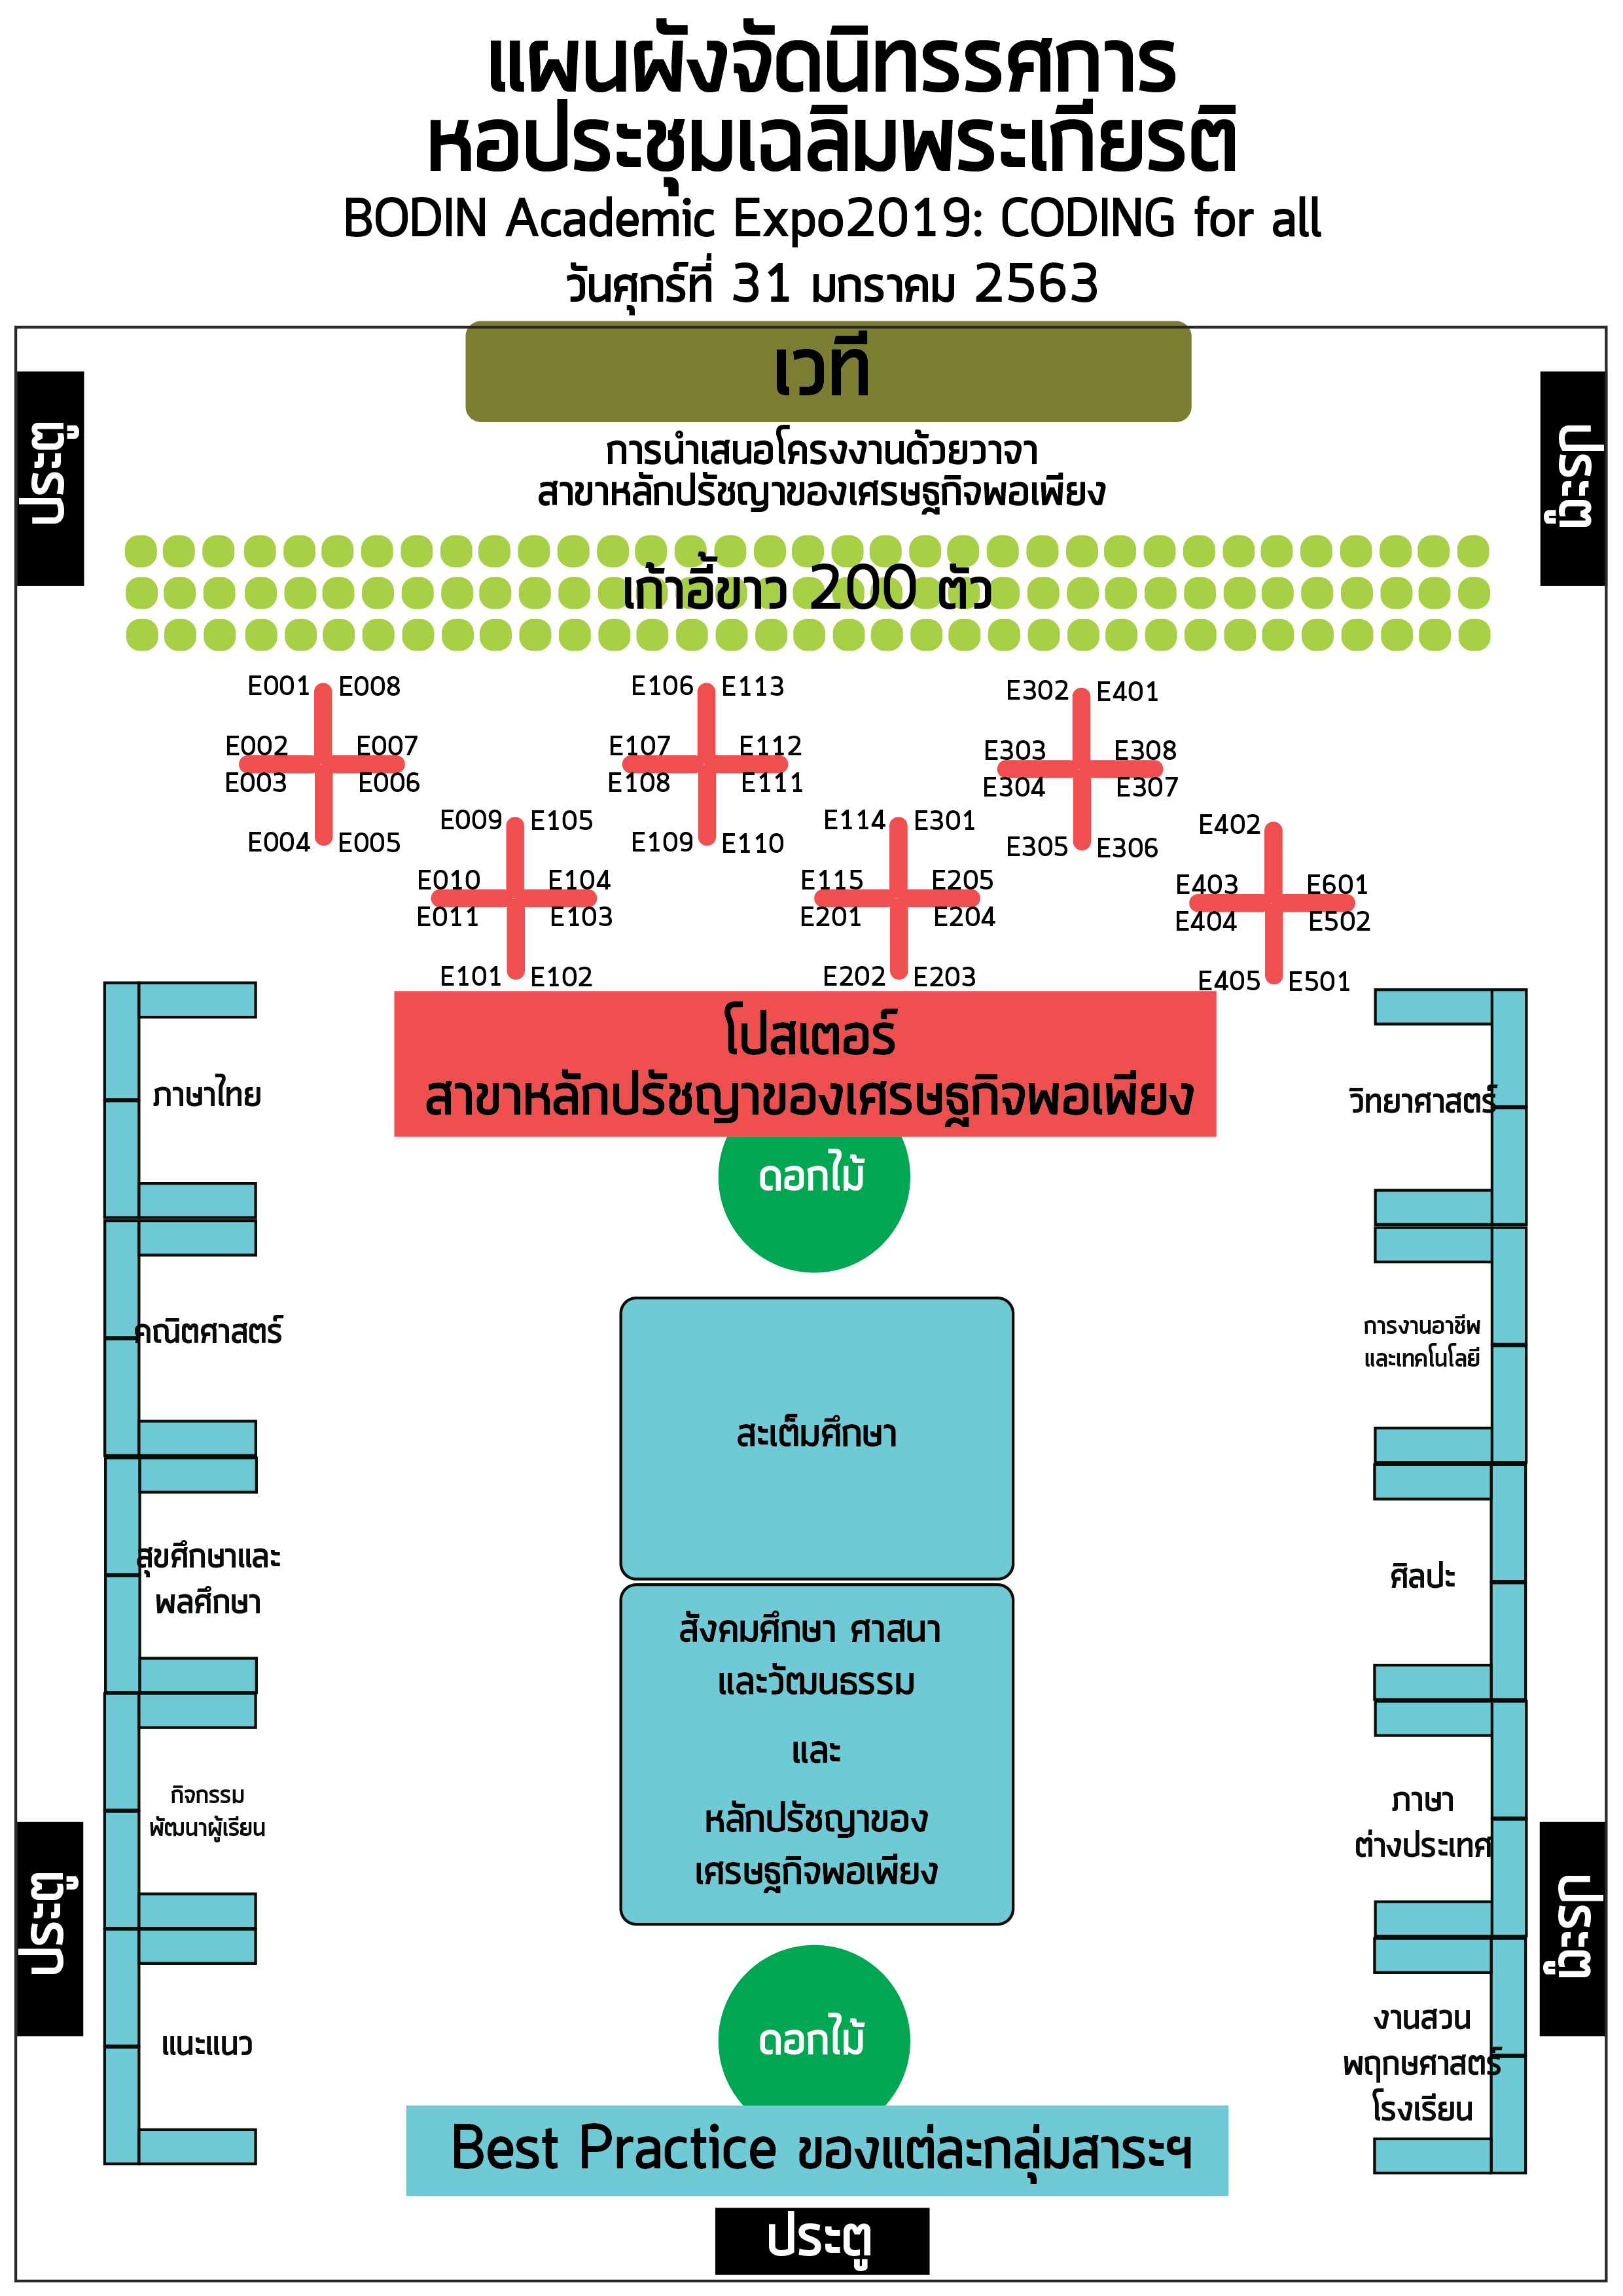 แผนผังจัดนิทรรศการ
หอประชุมเฉลิมพระเกียรติ
BODIN Academic Expo2019: CODING for all
วันศุกร์ที่ 31 มกราคม 2563
เวที
ประตู
ประตู
การนำเสนอโครงงานด้วยวาจา
สาขาหลักปรัชญาของเศรษฐกิจพอเพียง
เก้าอี้ขาว 200 ตัว
E001 E008
E002 E007
E003 E006
E004 E005
E106 E113
E107 E112
E108 E111
E109 E110
E302 E401
E303 E308
E304 E307
E305 E306
E009 E105
E010 E104
E011 E103
E101 E102
E114 E301
E115 E205
E201 E204
E202 E203
E402
E403 E601
E404 E502
E405 E501
โปสเตอร์
สาขาหลักปรัชญาของเศรษฐกิจพอเพียง
ดอกไม้
ภาษาไทย
คณิตศาสตร์
สุขศึกษาและ
พลศึกษา
กิจกรรม
พัฒนาผู้เรียน
แนะแนว
ประตู
สะเต็มศึกษา
สังคมศึกษา ศาสนา
และวัฒนธรรม
และ
หลักปรัชญาของ
เศรษฐกิจพอเพียง
ดอกไม้
วิทยาศาสตร์
การงานอาชีพ
และเทคโนโลยี
ศิลปะ
ภาษา
ต่างประเทศ
งานสวน
พฤกษศาสตร์
โรงเรียน
ประตู
Best Practice ของแต่ละกลุ่มสาระฯ
ประตู